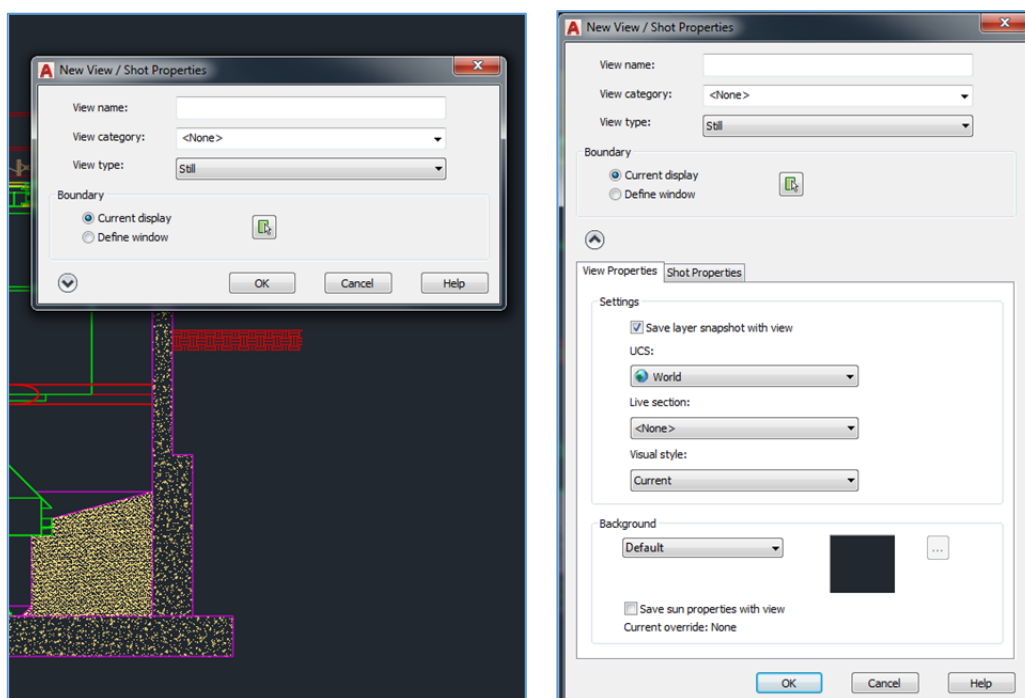 New View / Shot Properties
View name:
View category: <None>
View type: Still
Boundary
Current display
Define window
OK Cancel Help
New View / Shot Properties
View name:
View category: <None>
View type: Still
Boundary
Current display
Define window
View Properties Shot Properties
Settings
Save layer snapshot with view
UCS:
World
Live section:
<None>
Visual style:
Current
Background
Default
...
Save sun properties with view
Current override: None
OK Cancel Help